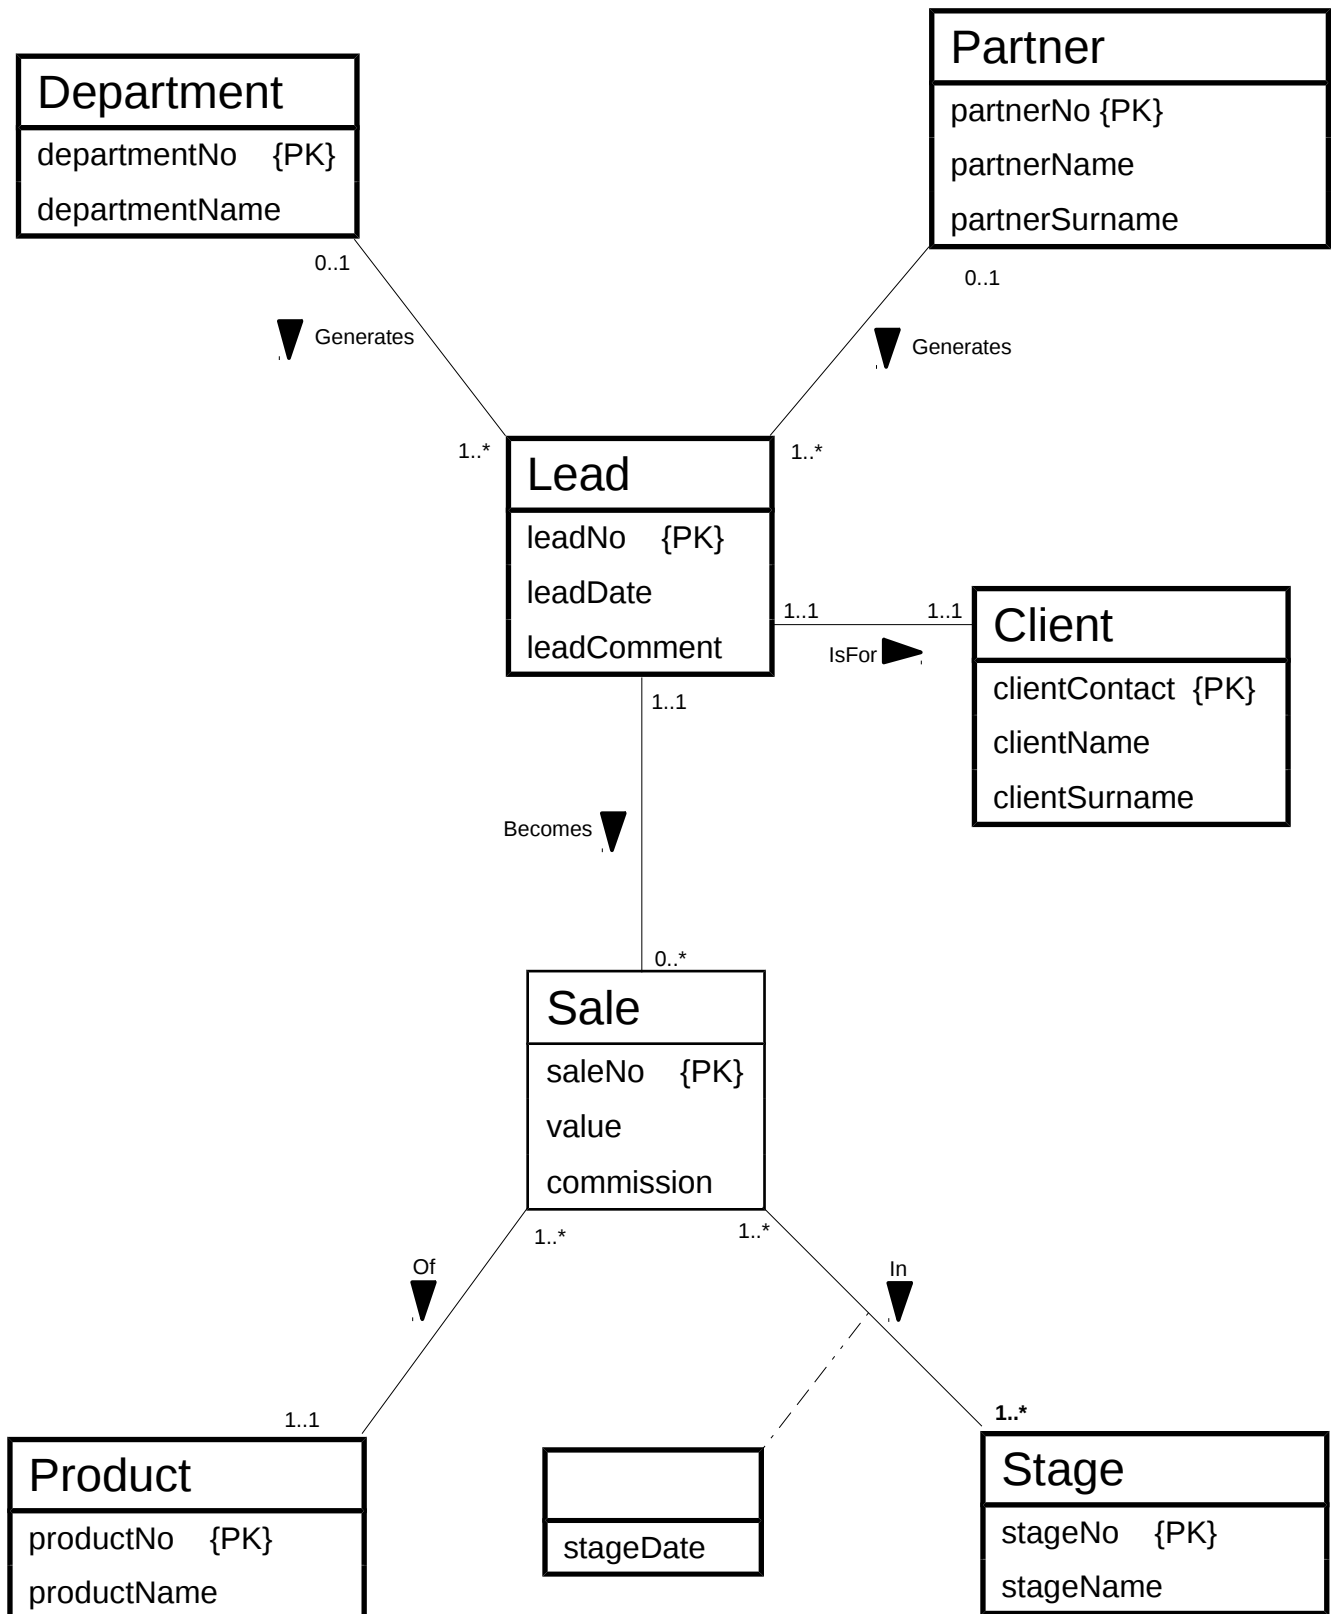 Department
departmentNo {PK}
departmentName
Partner
partnerNo {PK}
partnerName
partnerSurname
0..1
Generates
1..*
0..1
Generates
1..*
Lead
leadNo {PK}
leadDate
leadComment
1..1
1..1
IsFor
Client
clientContact {PK}
clientName
clientSurname
1..1
Becomes
0..*
Sale
saleNo {PK}
value
commission
1..*
Of
1..1
1..*
In
1..*
Product
productNo {PK}
productName
stageDate
Stage
stageNo {PK}
stageName